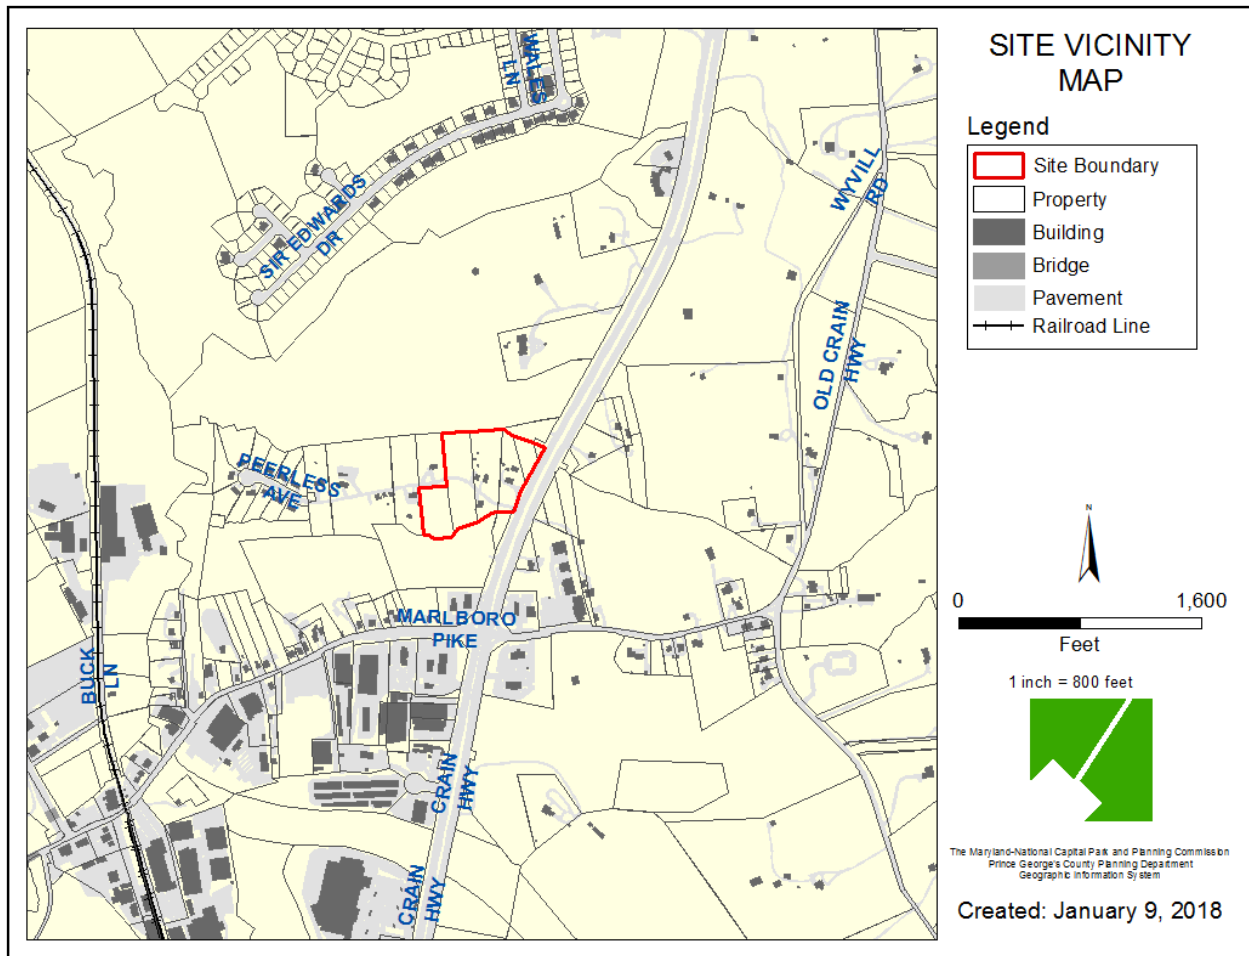 SITE VICINITY
MAP
Legend
Site Boundary
Property
Building
Bridge
Pavement
Railroad Line
WALES
LN
SIR EDWARDS
DR
WYVILL
RD
OLD CRAIN
HWY
PEERLESS
AVE
MARLBORO
PIKE
BUCK
LN
CRAIN
HWY
CRAIN
HWY
N
0 1,600
Feet
1 inch = 800 feet
The Maryland-National Capital Park and Planning Commission
Prince George's County Planning Department
Geographic Information System
Created: January 9, 2018